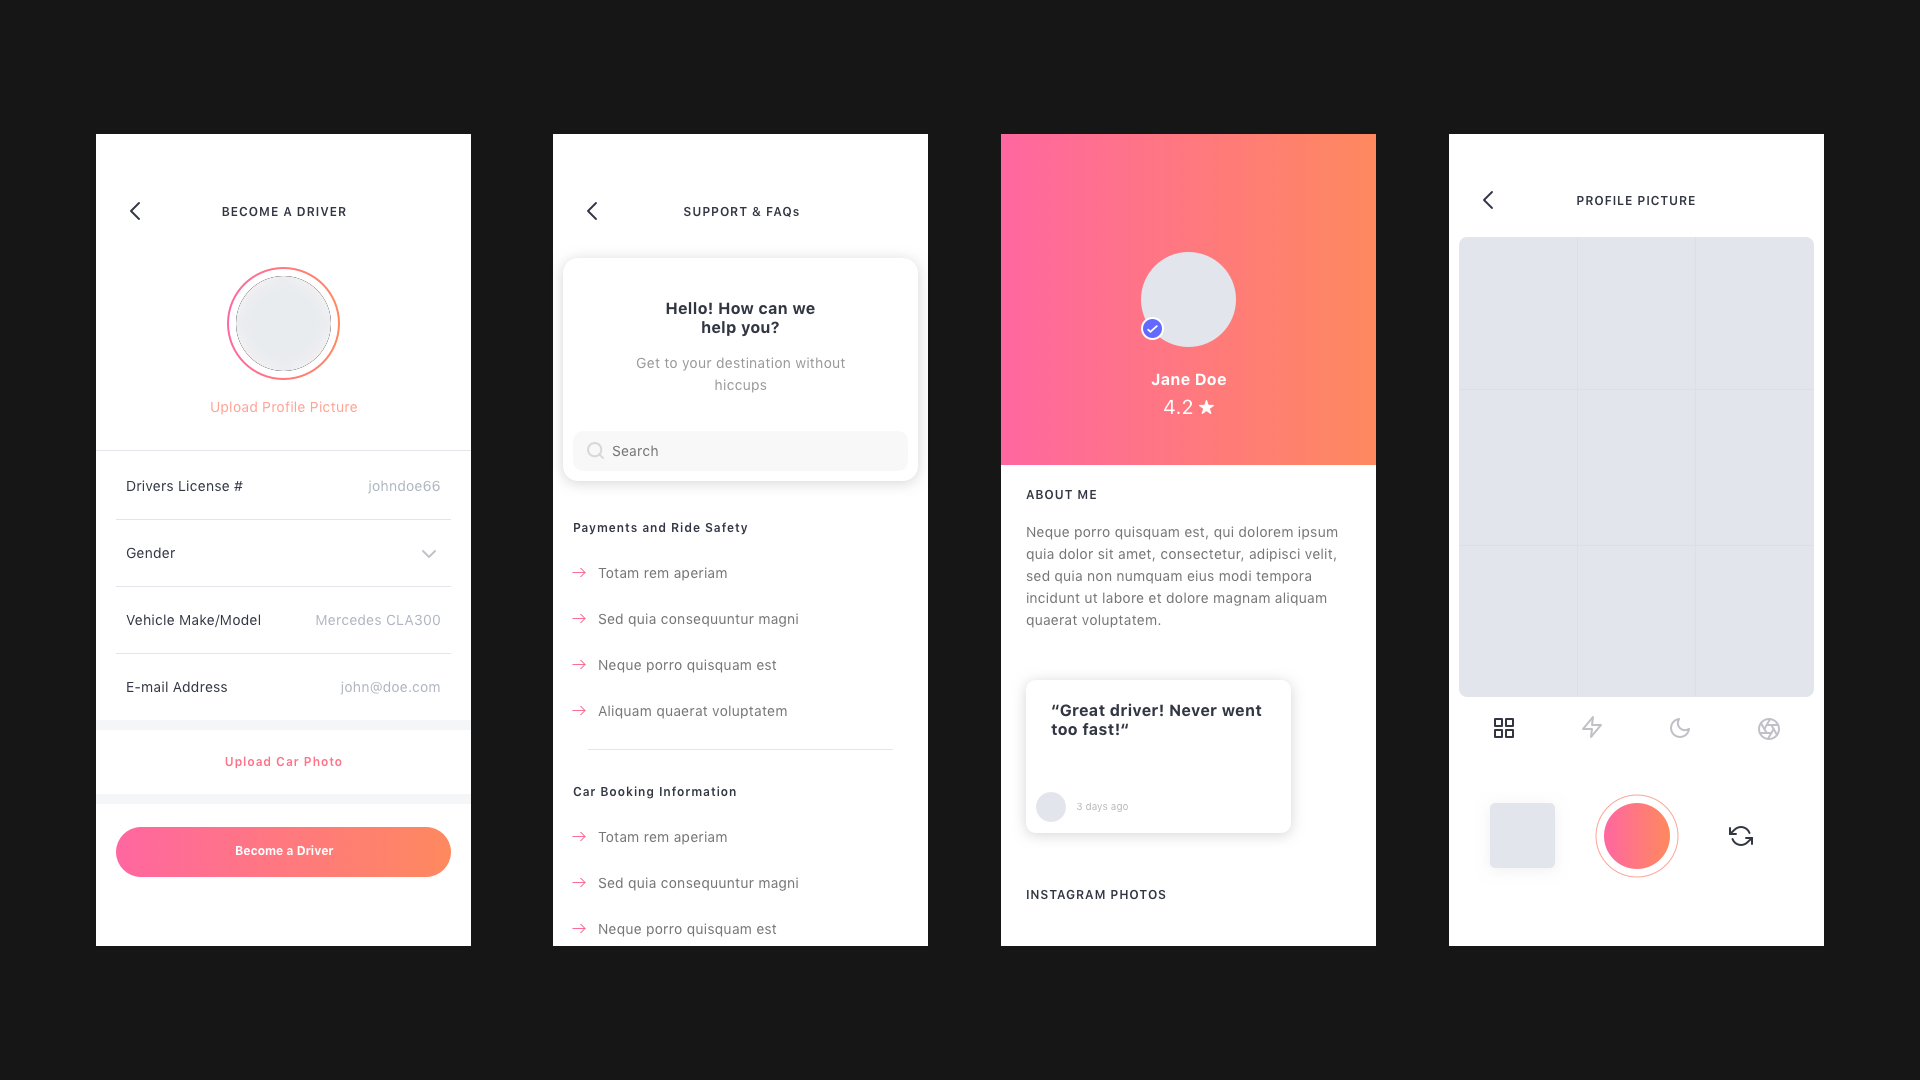 BECOME A DRIVER
Upload Profile Picture
Drivers License #
johndoe66
Gender
Vehicle Make/Model
Mercedes CLA300
E-mail Address
john@doe.com
Upload Car Photo
Become a Driver
SUPPORT & FAQs
Hello! How can we
help you?
Get to your destination without
hiccups
Search
Payments and Ride Safety
Totam rem aperiam
Sed quia consequuntur magni
Neque porro quisquam est
Aliquam quaerat voluptatem
Car Booking Information
Totam rem aperiam
Sed quia consequuntur magni
Neque porro quisquam est
Jane Doe
4.2
ABOUT ME
Neque porro quisquam est, qui dolorem ipsum
quia dolor sit amet, consectetur, adipisci velit,
sed quia non numquam eius modi tempora
incidunt ut labore et dolore magnam aliquam
quaerat voluptatem.
“Great driver! Never went
too fast!“
3 days ago
INSTAGRAM PHOTOS
PROFILE PICTURE